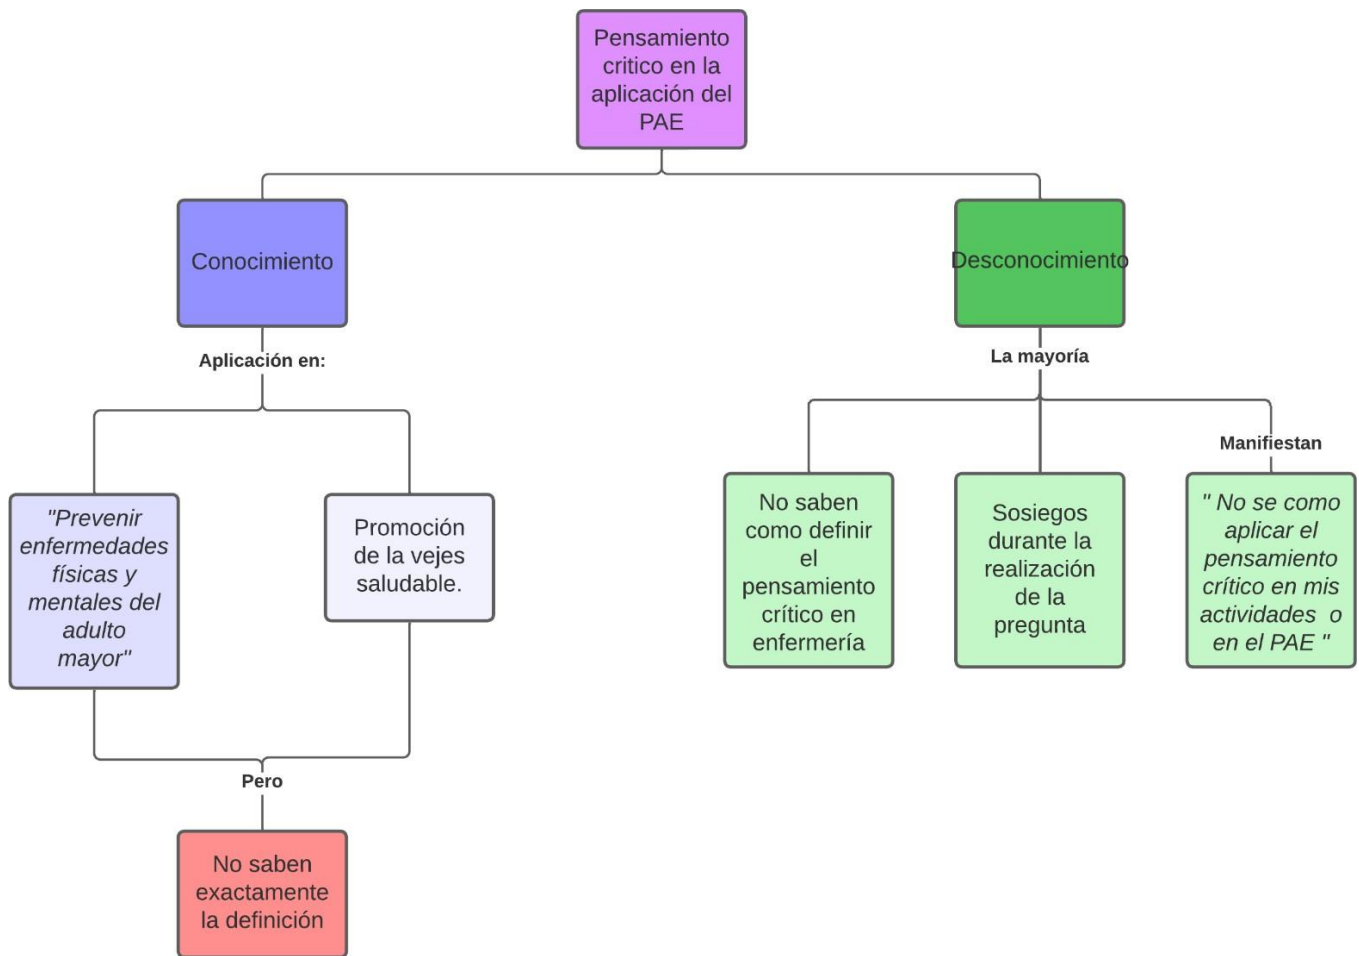 Pensamiento
critico en la
aplicación del
PAE
Conocimiento
Desconocimiento
Aplicación en:
La mayoría
Manifiestan
"Prevenir
enfermedades
físicas y
mentales del
adulto
mayor"
Promoción
de la vejes
saludable.
No saben
como definir
el
pensamiento
crítico en
enfermería
Sosiegos
durante la
realización
de la
pregunta
" No se como
aplicar el
pensamiento
crítico en mis
actividades o
en el PAE "
Pero
No saben
exactamente
la definición